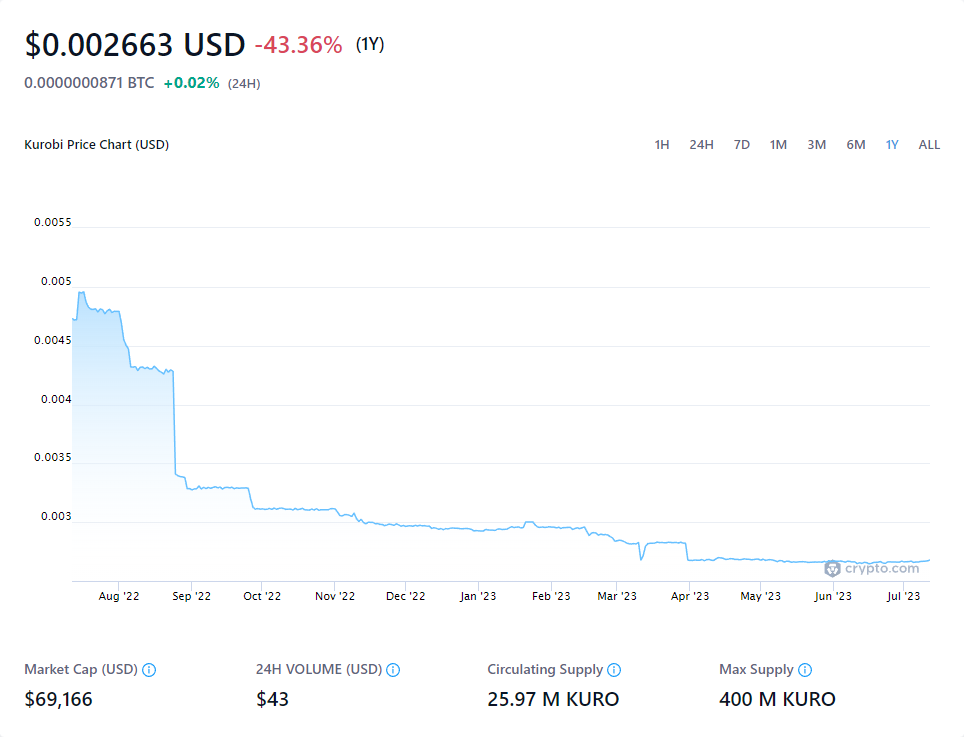 $0.002663 USD -43.36% (1Y)
0.0000000871 BTC +0.02% (24H)
Kurobi Price Chart (USD) 1H 24H 7D 1M 3M 6M 1Y ALL
0.0055
0.005
0.0045
0.004
0.0035
0.003
crypto.com
Aug '22 Sep '22 Oct '22 Nov '22 Dec '22 Jan '23 Feb '23 Mar '23 Apr '23 May '23 Jun '23 Jul '23
Market Cap (USD) 24H VOLUME (USD) Circulating Supply Max Supply
$69,166 $43 25.97 M KURO 400 M KURO